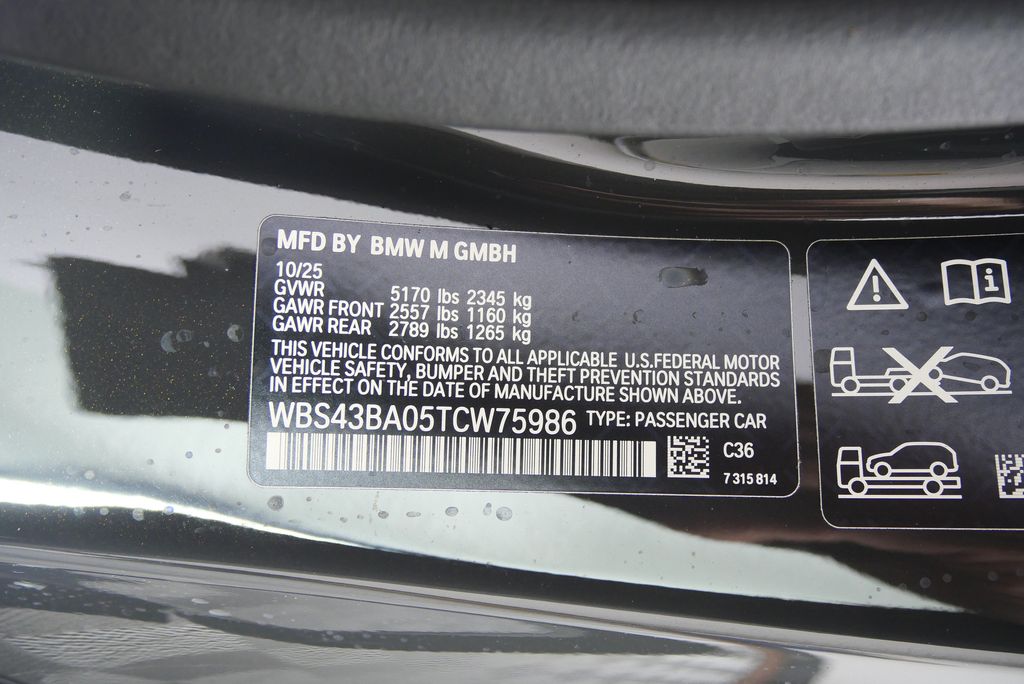 MFD BY BMW M GMBH
10/25
GVWR 5170 lbs 2345 kg
GAWR FRONT 2557 lbs 1160 kg
GAWR REAR 2789 lbs 1265 kg
THIS VEHICLE CONFORMS TO ALL APPLICABLE U.S.FEDERAL MOTOR
VEHICLE SAFETY, BUMPER AND THEFT PREVENTION STANDARDS
IN EFFECT ON THE DATE OF MANUFACTURE SHOWN ABOVE.
WBS43BA05TCW75986 TYPE: PASSENGER CAR
C36
7 315 814